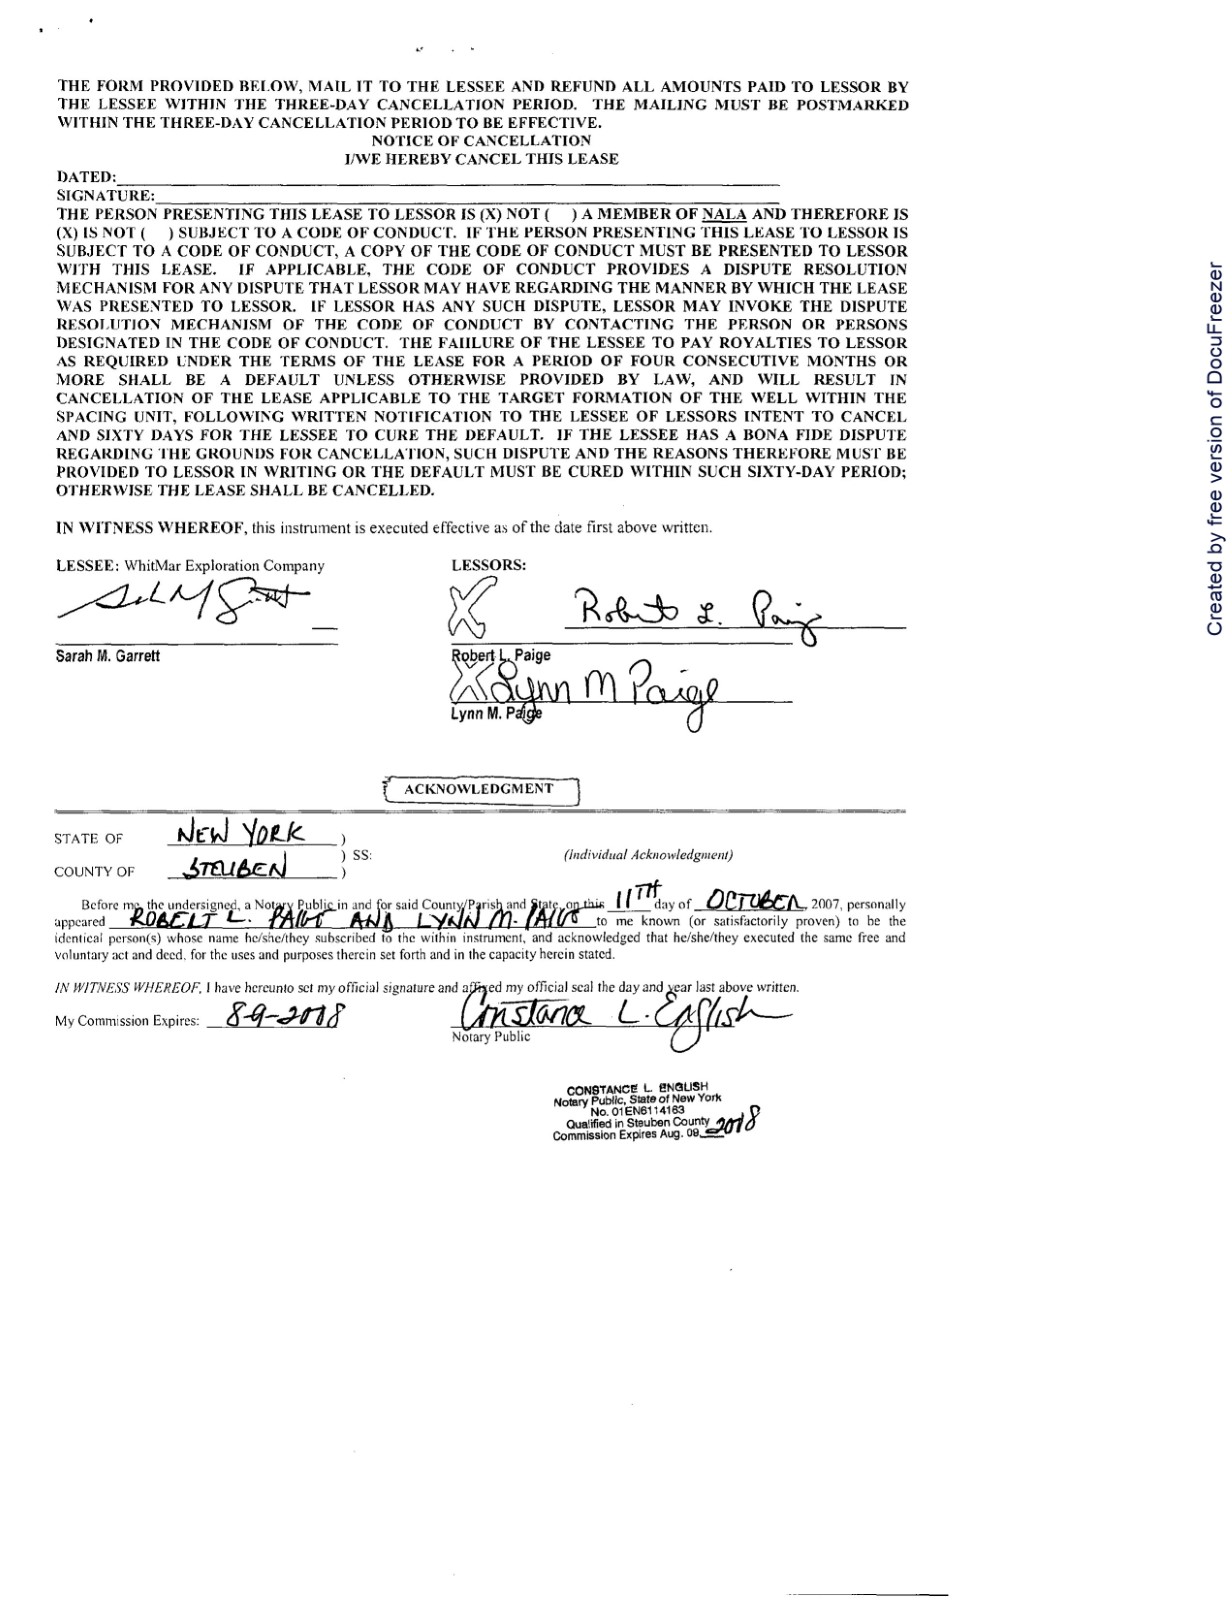 THE FORM PROVIDED BELOW, MAIL IT TO THE LESSEE AND REFUND ALL AMOUNTS PAID TO LESSOR BY
THE LESSEE WITHIN THE THREE-DAY CANCELLATION PERIOD. THE MAILING MUST BE POSTMARKED
WITHIN THE THREE-DAY CANCELLATION PERIOD TO BE EFFECTIVE.
NOTICE OF CANCELLATION
I/WE HEREBY CANCEL THIS LEASE
DATED:
SIGNATURE:
THE PERSON PRESENTING THIS LEASE TO LESSOR IS (X) NOT ( ) A MEMBER OF NALA AND THEREFORE IS
(X) IS NOT ( ) SUBJECT TO A CODE OF CONDUCT. IF THE PERSON PRESENTING THIS LEASE TO LESSOR IS
SUBJECT TO A CODE OF CONDUCT, A COPY OF THE CODE OF CONDUCT MUST BE PRESENTED TO LESSOR
WITH THIS LEASE. IF APPLICABLE, THE CODE OF CONDUCT PROVIDES A DISPUTE RESOLUTION
MECHANISM FOR ANY DISPUTE THAT LESSOR MAY HAVE REGARDING THE MANNER BY WHICH THE LEASE
WAS PRESENTED TO LESSOR. IF LESSOR HAS ANY SUCH DISPUTE, LESSOR MAY INVOKE THE DISPUTE
RESOLUTION MECHANISM OF THE CODE OF CONDUCT BY CONTACTING THE PERSON OR PERSONS
DESIGNATED IN THE CODE OF CONDUCT. THE FAILURE OF THE LESSEE TO PAY ROYALTIES TO LESSOR
AS REQUIRED UNDER THE TERMS OF THE LEASE FOR A PERIOD OF FOUR CONSECUTIVE MONTHS OR
MORE SHALL BE A DEFAULT UNLESS OTHERWISE PROVIDED BY LAW, AND WILL RESULT IN
CANCELLATION OF THE LEASE APPLICABLE TO THE TARGET FORMATION OF THE WELL WITHIN THE
SPACING UNIT, FOLLOWING WRITTEN NOTIFICATION TO THE LESSEE OF LESSORS INTENT TO CANCEL
AND SIXTY DAYS FOR THE LESSEE TO CURE THE DEFAULT. IF THE LESSEE HAS A BONA FIDE DISPUTE
REGARDING THE GROUNDS FOR CANCELLATION, SUCH DISPUTE AND THE REASONS THEREFORE MUST BE
PROVIDED TO LESSOR IN WRITING OR THE DEFAULT MUST BE CURED WITHIN SUCH SIXTY-DAY PERIOD;
OTHERWISE THE LEASE SHALL BE CANCELLED.
IN WITNESS WHEREOF, this instrument is executed effective as of the date first above written.
LESSEE: WhitMar Exploration Company LESSORS:
X Robert L. Paige
Sarah M. Garrett Robert L. Paige
X Lynn M Paige
Lynn M. Paige
ACKNOWLEDGMENT
STATE OF NEW YORK )
) SS: (Individual Acknowledgment)
COUNTY OF STEUBEN )
Before me, the undersigned, a Notary Public in and for said County/Parish and State, on this 11TH day of OCTOBER, 2007, personally
appeared ROBERT L. PAIGE AND LYNN M. PAIGE to me known (or satisfactorily proven) to be the
identical person(s) whose name he/she/they subscribed to the within instrument, and acknowledged that he/she/they executed the same free and
voluntary act and deed, for the uses and purposes therein set forth and in the capacity herein stated.
IN WITNESS WHEREOF, I have hereunto set my official signature and affixed my official seal the day and year last above written.
My Commission Expires: 8-9-2008 Constance L. English
Notary Public
CONSTANCE L. ENGLISH
Notary Public, State of New York
No. 01EN6114163
Qualified in Steuben County
Commission Expires Aug. 09, 2008
Created by free version of DocuFreezer